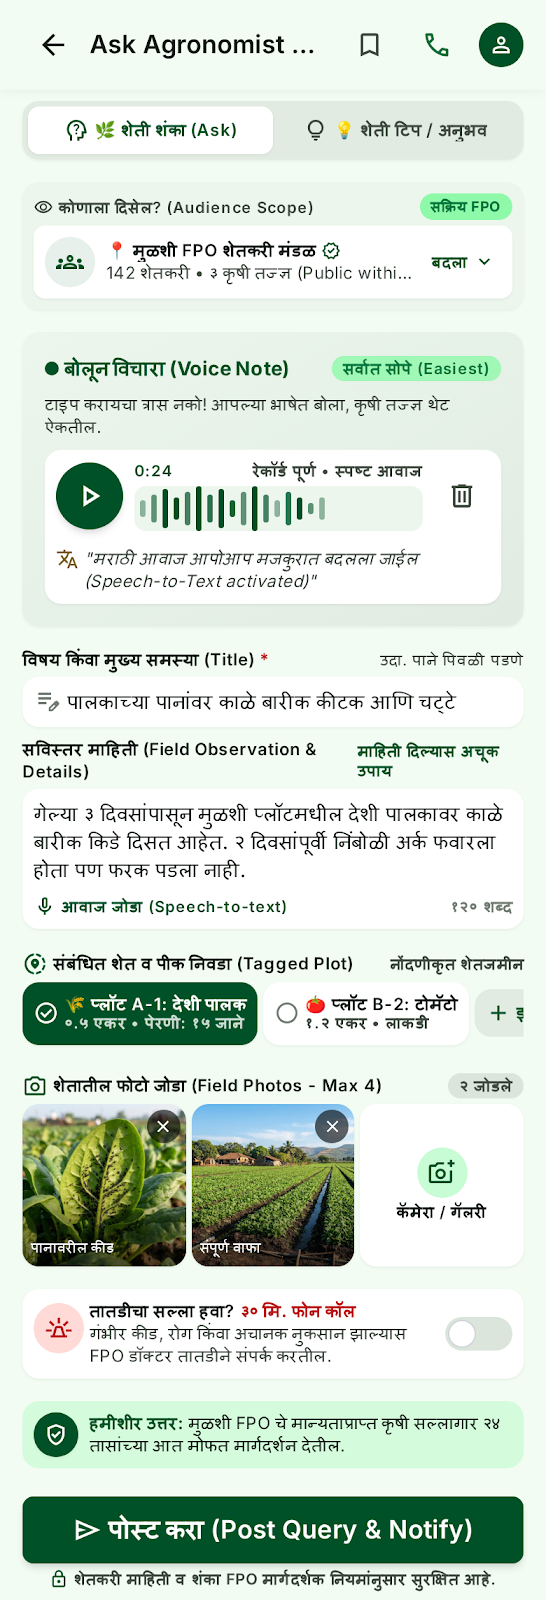 Ask Agronomist ...
🌿 शेती शंका (Ask)
💡 शेती टिप / अनुभव
कोणाला दिसेल? (Audience Scope)
सक्रिय FPO
📍 मुळशी FPO शेतकरी मंडळ
142 शेतकरी • ३ कृषी तज्ज्ञ (Public withi...
बदला
बोलून विचारा (Voice Note)
सर्वात सोपे (Easiest)
टाइप करायचा त्रास नको! आपल्या भाषेत बोला, कृषी तज्ज्ञ थेट
ऐकतील.
0:24
रेकॉर्ड पूर्ण • स्पष्ट आवाज
"मराठी आवाज आपोआप मजकुरात बदलला जाईल
(Speech-to-Text activated)"
विषय किंवा मुख्य समस्या (Title) *
उदा. पाने पिवळी पडणे
पालकाच्या पानांवर काळे बारीक कीटक आणि चट्टे
सविस्तर माहिती (Field Observation &
Details)
माहिती दिल्यास अचूक
उपाय
गेल्या ३ दिवसांपासून मुळशी प्लॉटमधील देशी पालकावर काळे
बारीक किडे दिसत आहेत. २ दिवसांपूर्वी निंबोळी अर्क फवारला
होता पण फरक पडला नाही.
आवाज जोडा (Speech-to-text)
१२० शब्द
संबंधित शेत व पीक निवडा (Tagged Plot)
नोंदणीकृत शेतजमीन
🌾 प्लॉट A-1: देशी पालक
०.५ एकर • पेरणी: १५ जाने
🍅 प्लॉट B-2: टोमॅटो
१.२ एकर • लाकडी
शेतातील फोटो जोडा (Field Photos - Max 4)
२ जोडले
पानावरील कीड
संपूर्ण वाफा
कॅमेरा / गॅलरी
तातडीचा सल्ला हवा? ३० मि. फोन कॉल
गंभीर कीड, रोग किंवा अचानक नुकसान झाल्यास
FPO डॉक्टर तातडीने संपर्क करतील.
हमीशीर उत्तर: मुळशी FPO चे मान्यताप्राप्त कृषी सल्लागार २४
तासांच्या आत मोफत मार्गदर्शन देतील.
पोस्ट करा (Post Query & Notify)
शेतकरी माहिती व शंका FPO मार्गदर्शक नियमांनुसार सुरक्षित आहे.